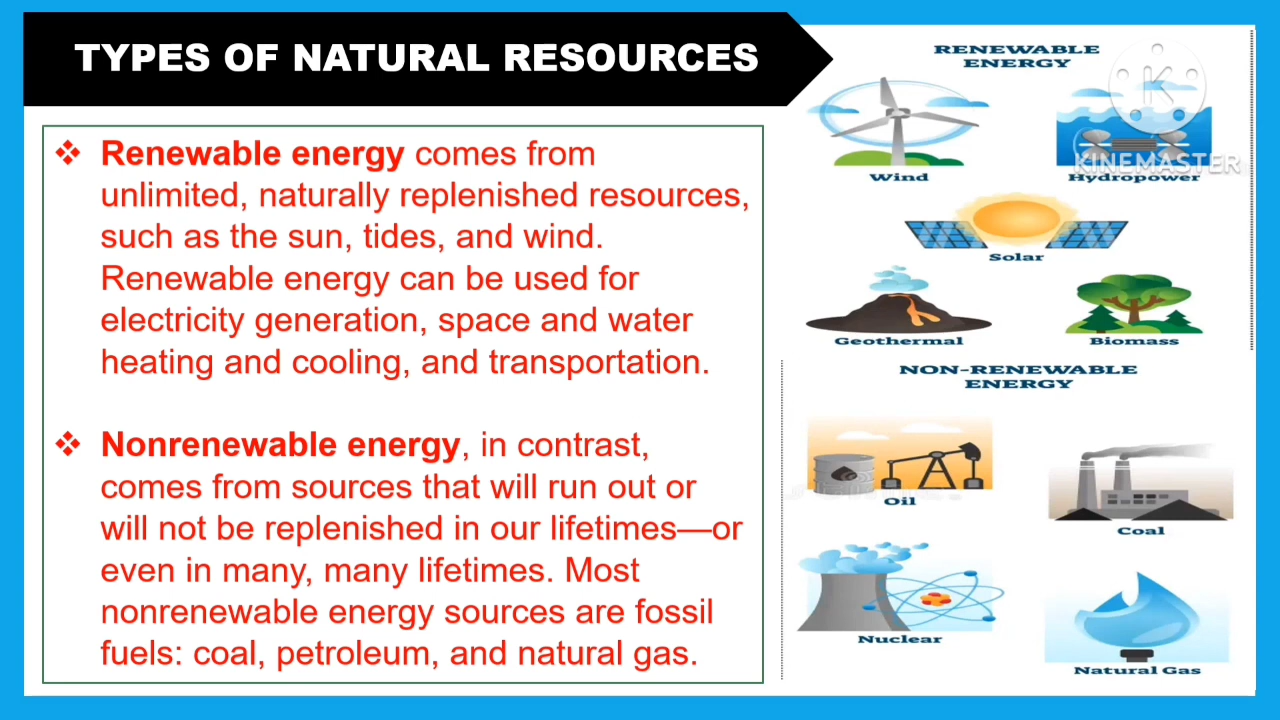 TYPES OF NATURAL RESOURCES
❖ Renewable energy comes from
unlimited, naturally replenished resources,
such as the sun, tides, and wind.
Renewable energy can be used for
electricity generation, space and water
heating and cooling, and transportation.
❖ Nonrenewable energy, in contrast,
comes from sources that will run out or
will not be replenished in our lifetimes—or
even in many, many lifetimes. Most
nonrenewable energy sources are fossil
fuels: coal, petroleum, and natural gas.
RENEWABLE
ENERGY
K
KINEMASTER
Wind
Hydropower
Solar
Geothermal
Biomass
NON-RENEWABLE
ENERGY
Oil
Coal
Nuclear
Natural Gas